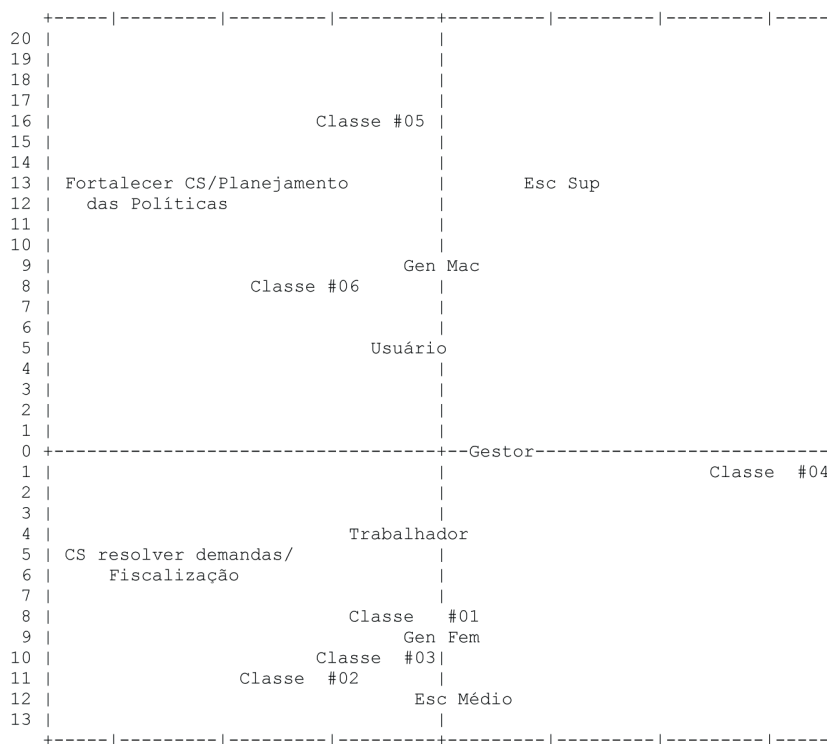 +-----|---------|---------|---------+---------|---------|---------|-----
20 |                                   |
19 |                                   |
18 |                                   |
17 |                                   |
16 |                       Classe #05  |
15 |                                   |
14 |                                   |
13 | Fortalecer CS/Planejamento        |       Esc Sup
12 |   das Políticas                   |
11 |                                   |
10 |                                   |
9 |                               Gen Mac
8 |                 Classe #06        |
7 |                                   |
6 |                                   |
5 |                            Usuário
4 |                                   |
3 |                                   |
2 |                                   |
1 |                                   |
0 +-----------------------------------+--Gestor--------------------------
1 |                                   |                       Classe  #04
2 |                                   |
3 |                                   |
4 |                          Trabalhador
5 | CS resolver demandas/             |
6 |     Fiscalização                  |
7 |                                   |
8 |                          Classe   #01
9 |                               Gen Fem
10 |                       Classe  #03|
11 |                Classe  #02        |
12 |                                Esc Médio
13 |                                   |
+-----|---------|---------|---------+---------|---------|---------|-----